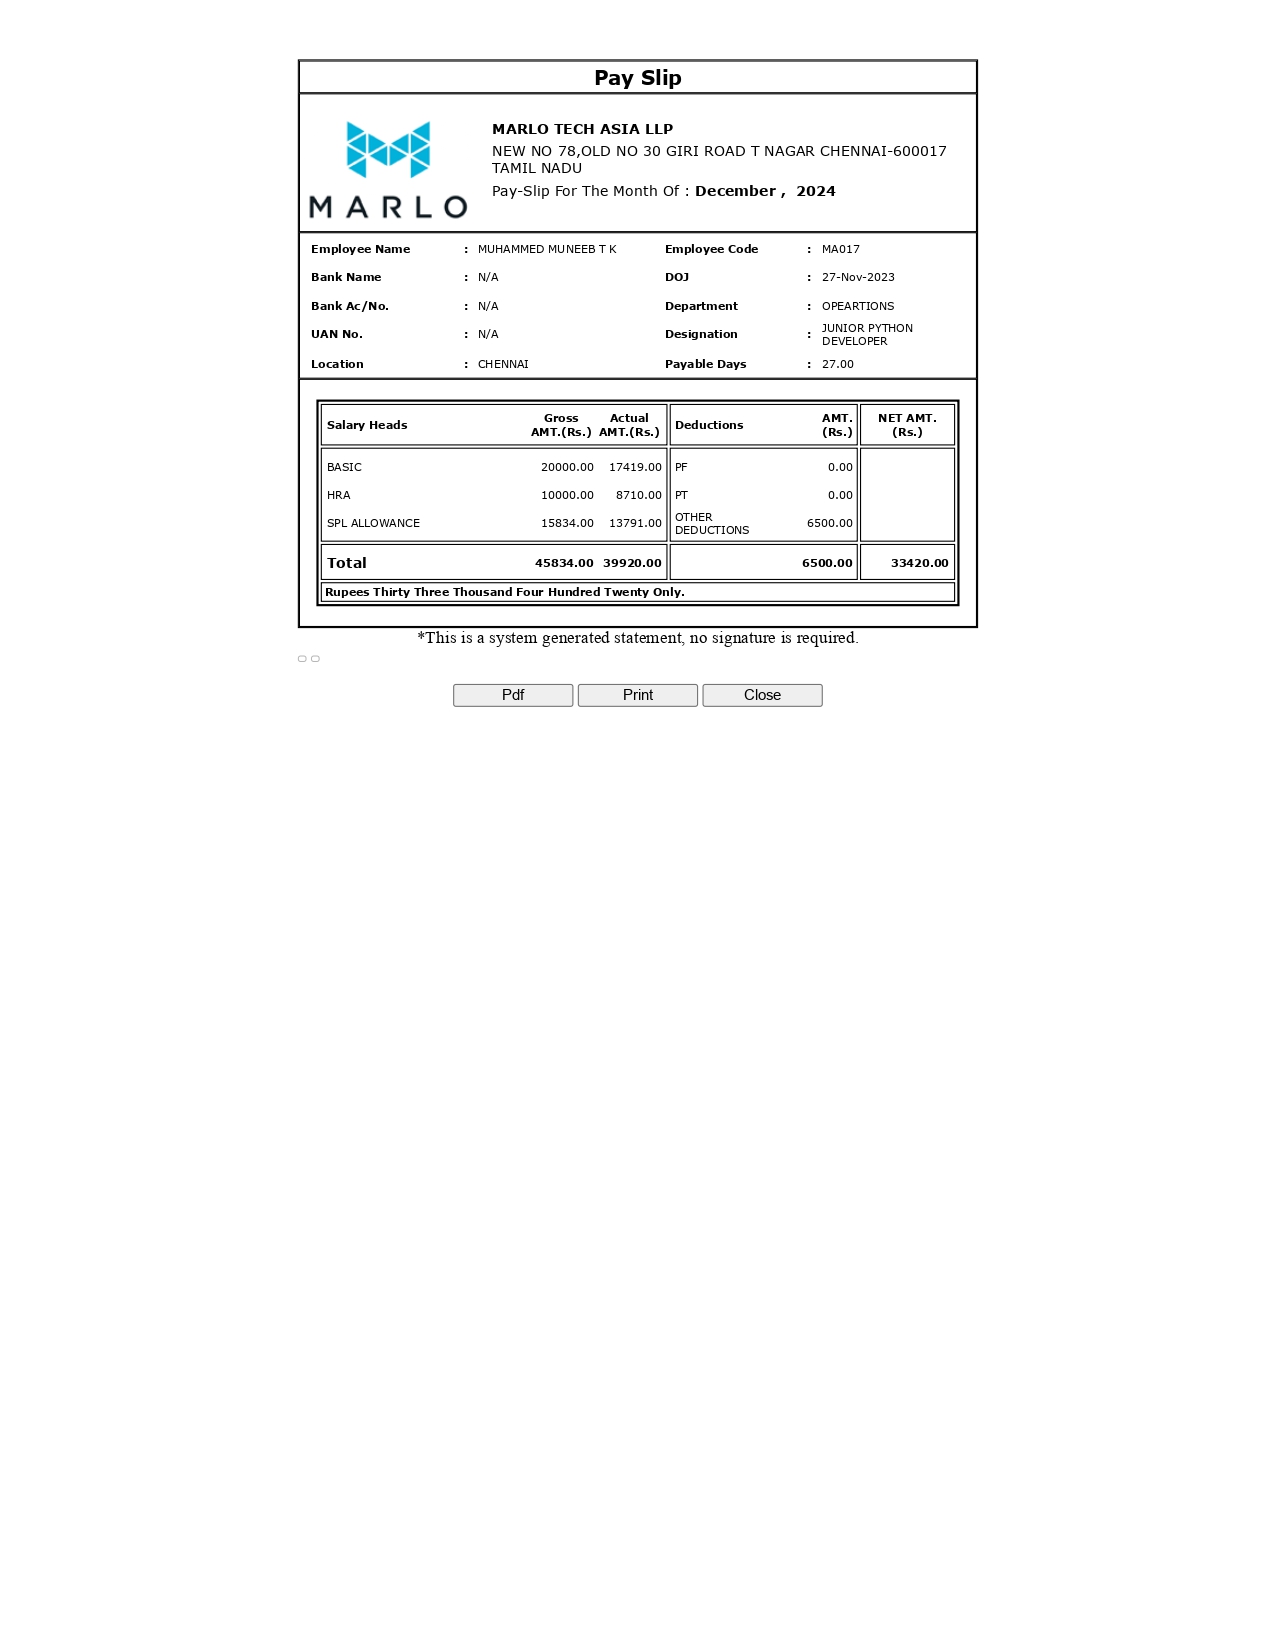 Pay Slip
MARLO
MARLO TECH ASIA LLP
NEW NO 78,OLD NO 30 GIRI ROAD T NAGAR CHENNAI-600017
TAMIL NADU
Pay-Slip For The Month Of : December , 2024
Employee Name : MUHAMMED MUNEEB T K Employee Code : MA017
Bank Name : N/A DOJ : 27-Nov-2023
Bank Ac/No. : N/A Department : OPEARTIONS
UAN No. : N/A Designation : JUNIOR PYTHON DEVELOPER
Location : CHENNAI Payable Days : 27.00
Salary Heads Gross AMT.(Rs.) Actual AMT.(Rs.) Deductions AMT. (Rs.) NET AMT. (Rs.)
BASIC 20000.00 17419.00 PF 0.00
HRA 10000.00 8710.00 PT 0.00
SPL ALLOWANCE 15834.00 13791.00 OTHER DEDUCTIONS 6500.00
Total 45834.00 39920.00 6500.00 33420.00
Rupees Thirty Three Thousand Four Hundred Twenty Only.
*This is a system generated statement, no signature is required.
Pdf Print Close